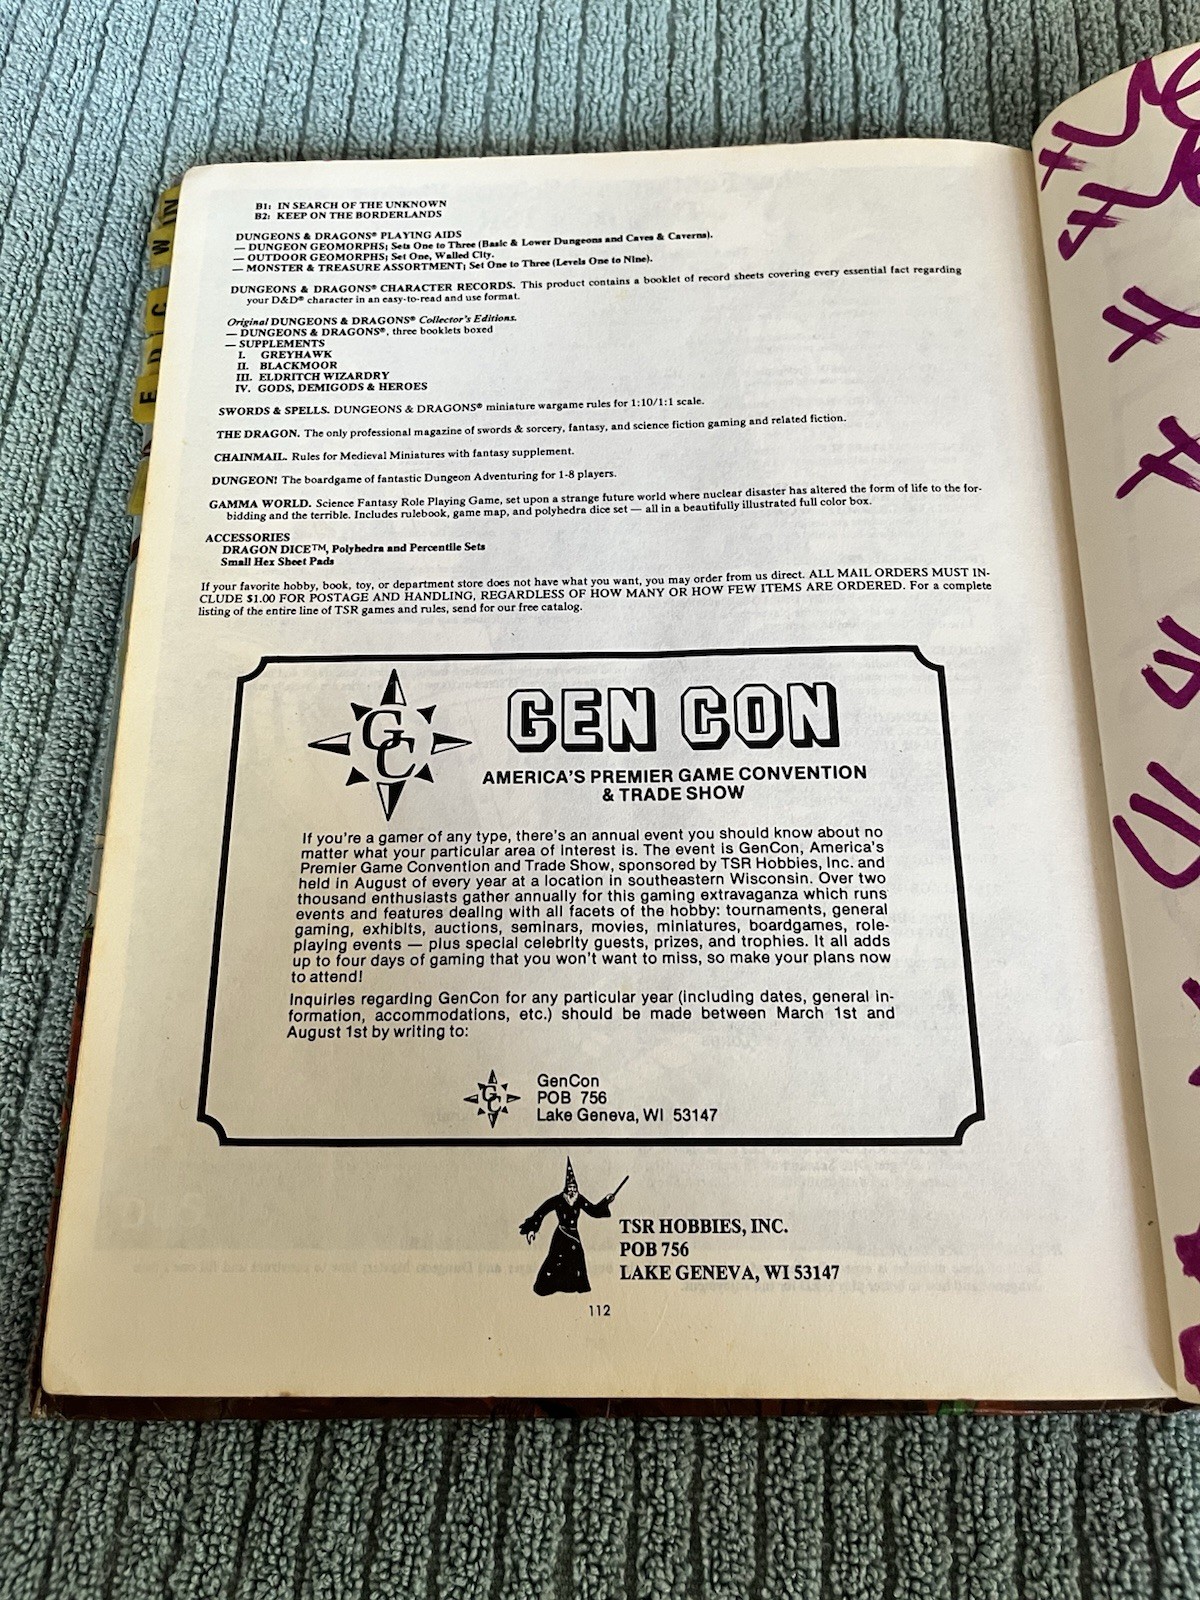 B1: IN SEARCH OF THE UNKNOWN
B2: KEEP ON THE BORDERLANDS
DUNGEONS & DRAGONS® PLAYING AIDS
— DUNGEON GEOMORPHS; Sets One to Three (Basic & Lower Dungeons and Caves & Caverns).
— OUTDOOR GEOMORPHS; Set One, Walled City.
— MONSTER & TREASURE ASSORTMENT; Set One to Three (Levels One to Nine).
DUNGEONS & DRAGONS® CHARACTER RECORDS. This product contains a booklet of record sheets covering every essential fact regarding
your D&D® character in an easy-to-read and use format.
Original DUNGEONS & DRAGONS® Collector's Editions.
— DUNGEONS & DRAGONS®, three booklets boxed
— SUPPLEMENTS
I. GREYHAWK
II. BLACKMOOR
III. ELDRITCH WIZARDRY
IV. GODS, DEMIGODS & HEROES
SWORDS & SPELLS. DUNGEONS & DRAGONS® miniature wargame rules for 1:10/1:1 scale.
THE DRAGON. The only professional magazine of swords & sorcery, fantasy, and science fiction gaming and related fiction.
CHAINMAIL. Rules for Medieval Miniatures with fantasy supplement.
DUNGEON! The boardgame of fantastic Dungeon Adventuring for 1-8 players.
GAMMA WORLD. Science Fantasy Role Playing Game, set upon a strange future world where nuclear disaster has altered the form of life to the for-
bidding and the terrible. Includes rulebook, game map, and polyhedra dice set — all in a beautifully illustrated full color box.
ACCESSORIES
DRAGON DICE™, Polyhedra and Percentile Sets
Small Hex Sheet Pads
If your favorite hobby, book, toy, or department store does not have what you want, you may order from us direct. ALL MAIL ORDERS MUST IN-
CLUDE $1.00 FOR POSTAGE AND HANDLING, REGARDLESS OF HOW MANY OR HOW FEW ITEMS ARE ORDERED. For a complete
listing of the entire line of TSR games and rules, send for our free catalog.
GC
GEN CON
AMERICA'S PREMIER GAME CONVENTION
& TRADE SHOW
If you're a gamer of any type, there's an annual event you should know about no
matter what your particular area of interest is. The event is GenCon, America's
Premier Game Convention and Trade Show, sponsored by TSR Hobbies, Inc. and
held in August of every year at a location in southeastern Wisconsin. Over two
thousand enthusiasts gather annually for this gaming extravaganza which runs
events and features dealing with all facets of the hobby: tournaments, general
gaming, exhibits, auctions, seminars, movies, miniatures, boardgames, role-
playing events — plus special celebrity guests, prizes, and trophies. It all adds
up to four days of gaming that you won't want to miss, so make your plans now
to attend!
Inquiries regarding GenCon for any particular year (including dates, general in-
formation, accommodations, etc.) should be made between March 1st and
August 1st by writing to:
GC
GenCon
POB 756
Lake Geneva, WI 53147
TSR HOBBIES, INC.
POB 756
LAKE GENEVA, WI 53147
112